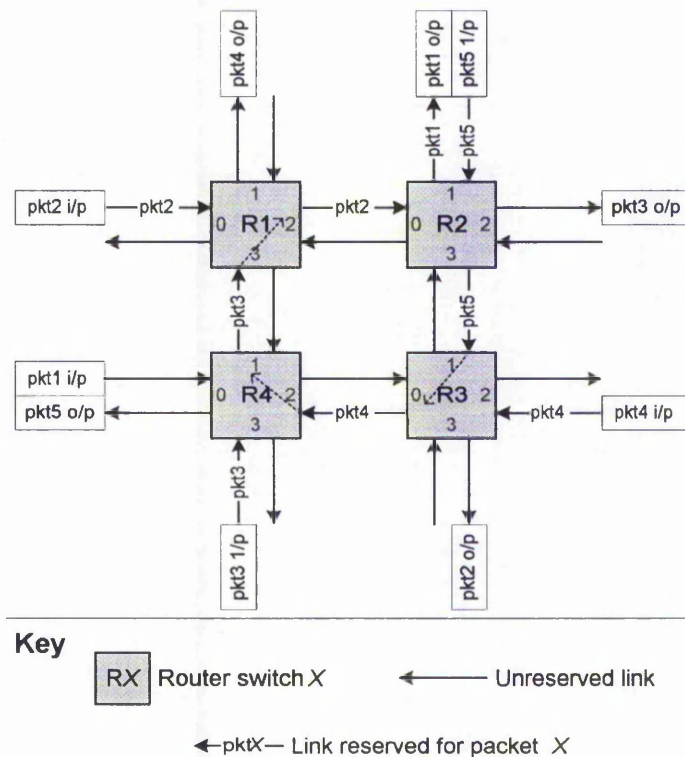 pkt4 o/p
pkt1 o/p
pkt5 1/p
pkt1
pkt5
pkt2 i/p
pkt2
1
0 R1 2
3
pkt2
1
0 R2 2
3
pkt3 o/p
pkt3
pkt5
pkt1 i/p
pkt5 o/p
1
0 R4 2
3
pkt4
1
0 R3 2
3
pkt4
pkt4 i/p
pkt3
pkt3 1/p
pkt2 o/p
Key
RX Router switch X
Unreserved link
pktX Link reserved for packet X